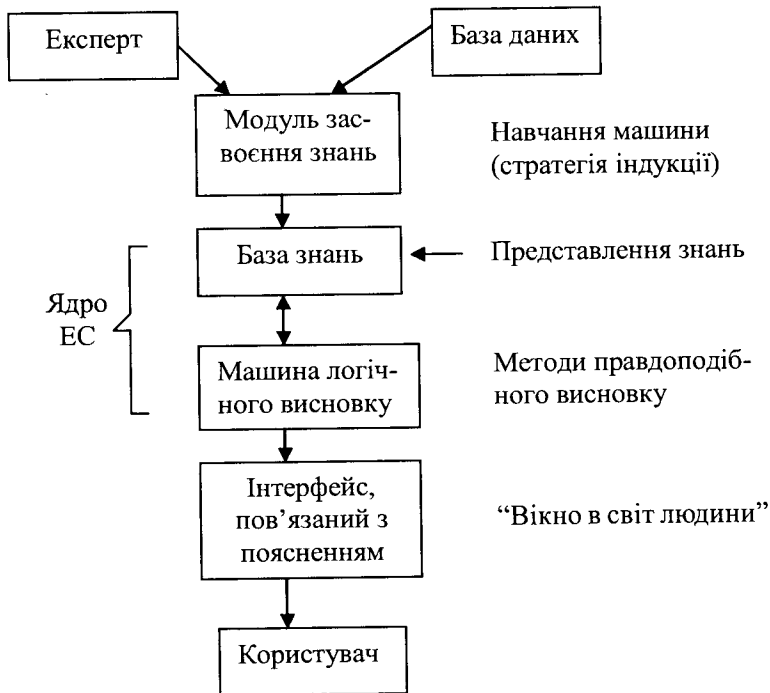 Експерт
База даних
Модуль зас-
воєння знань
Навчання машини
(стратегія індукції)
База знань
Представлення знань
Ядро
ЕС
Машина логіч-
ного висновку
Методи правдоподіб-
ного висновку
Інтерфейс,
пов’язаний з
поясненням
“Вікно в світ людини”
Користувач